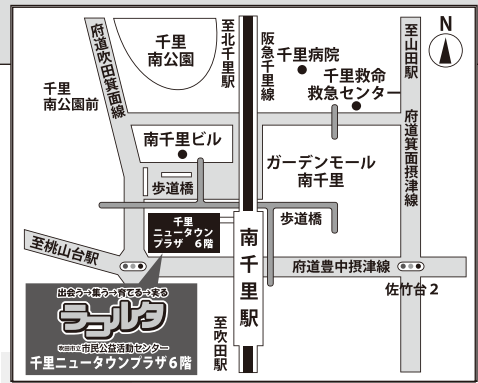 府道吹田箕面線
千里
南公園
至北千里駅
阪急千里線
千里病院
千里救命
救急センター
至山田駅
N
千里
南公園前
南千里ビル
ガーデンモール
南千里
府道箕面摂津線
歩道橋
千里
ニュータウン
プラザ 6階
歩道橋
南千里駅
至桃山台駅
府道豊中摂津線
佐竹台2
出会う→集う→育てる→実る
ラコルタ
吹田市立 市民公益活動センター
千里ニュータウンプラザ6階
至吹田駅